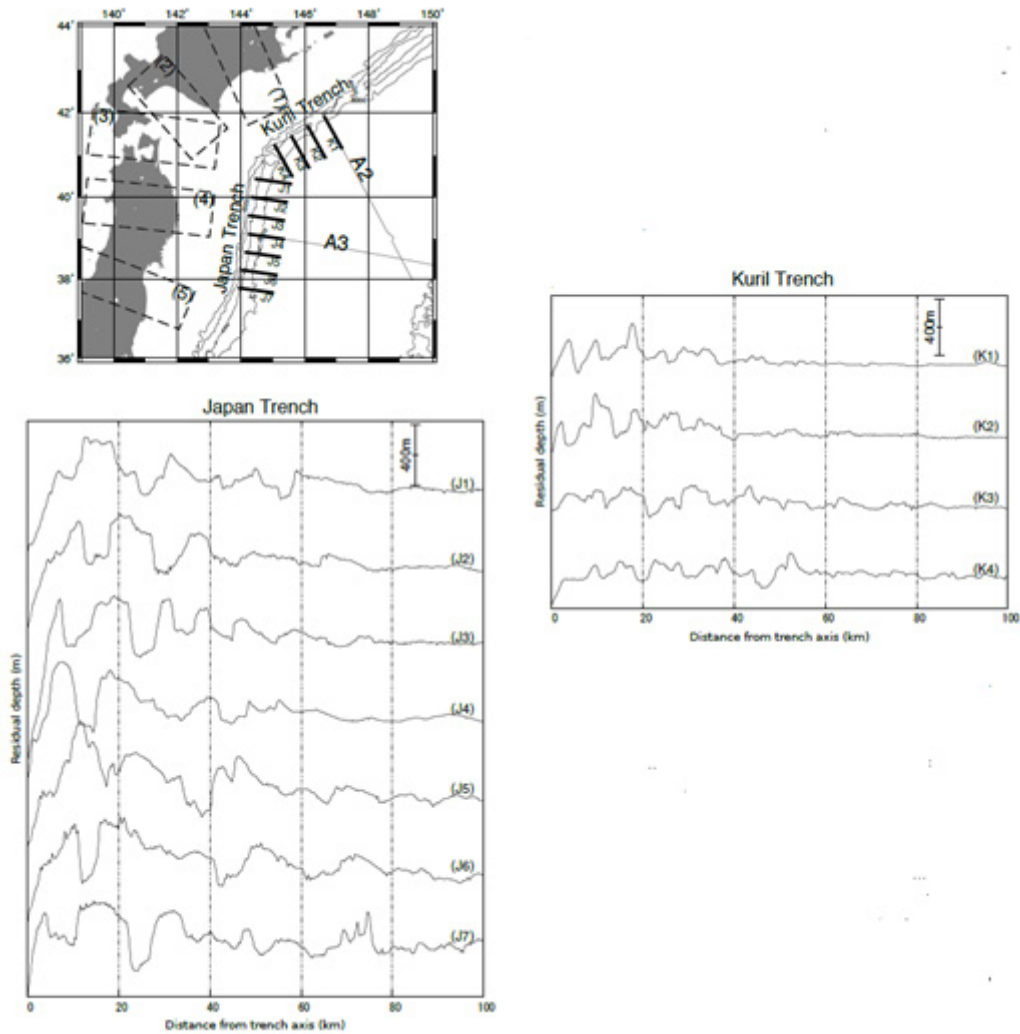 140° 142° 144° 146° 148° 150°
44°
42°
40°
38°
36°
(1)
(2)
(3)
(4)
(5)
Kuril Trench
Japan Trench
K1
A2
A3
Kuril Trench
400m
Residual depth (m)
(K1)
(K2)
(K3)
(K4)
0 20 40 60 80 100
Distance from trench axis (km)
Japan Trench
400m
Residual depth (m)
(J1)
(J2)
(J3)
(J4)
(J5)
(J6)
(J7)
0 20 40 60 80 100
Distance from trench axis (km)